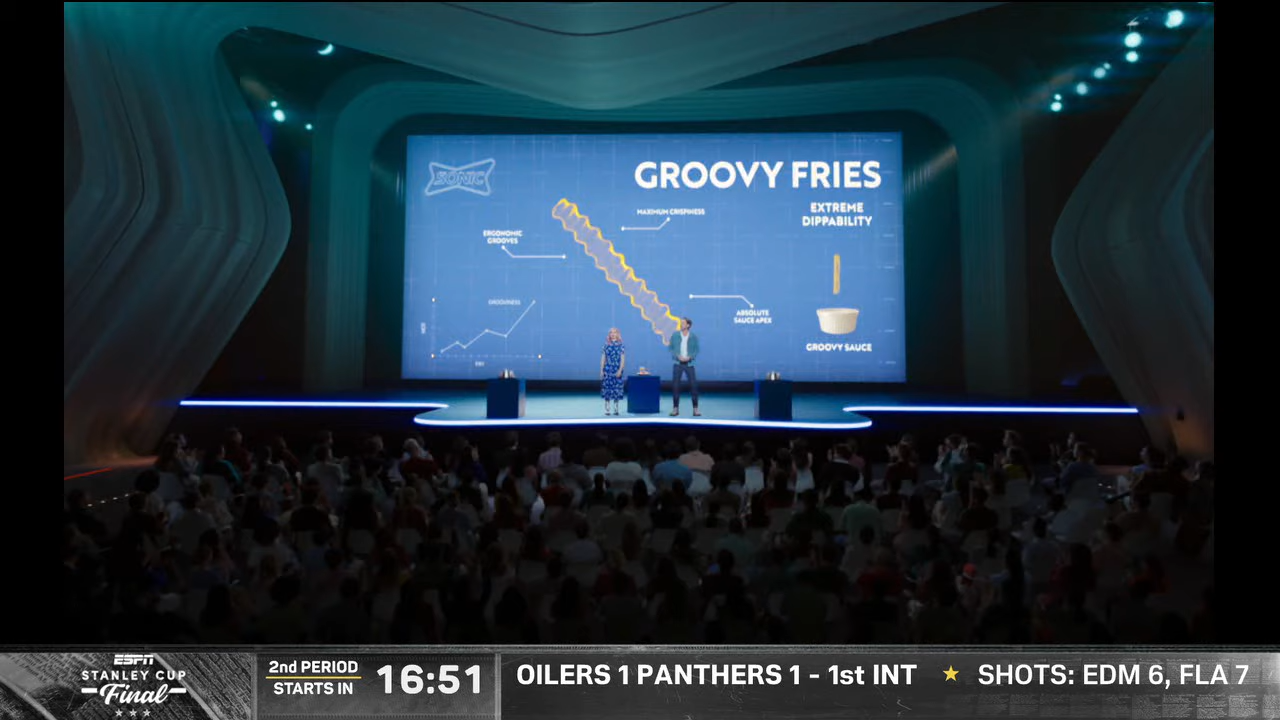 SONIC
GROOVY FRIES
EXTREME
DIPPABILITY
MAXIMUM CRISPINESS
ERGONOMIC
GROOVES
GROOVINESS
ABSOLUTE
SAUCE APEX
GROOVY SAUCE
ESPN
STANLEY CUP
Final
2nd PERIOD
STARTS IN
16:51
OILERS 1 PANTHERS 1 - 1st INT ★ SHOTS: EDM 6, FLA 7